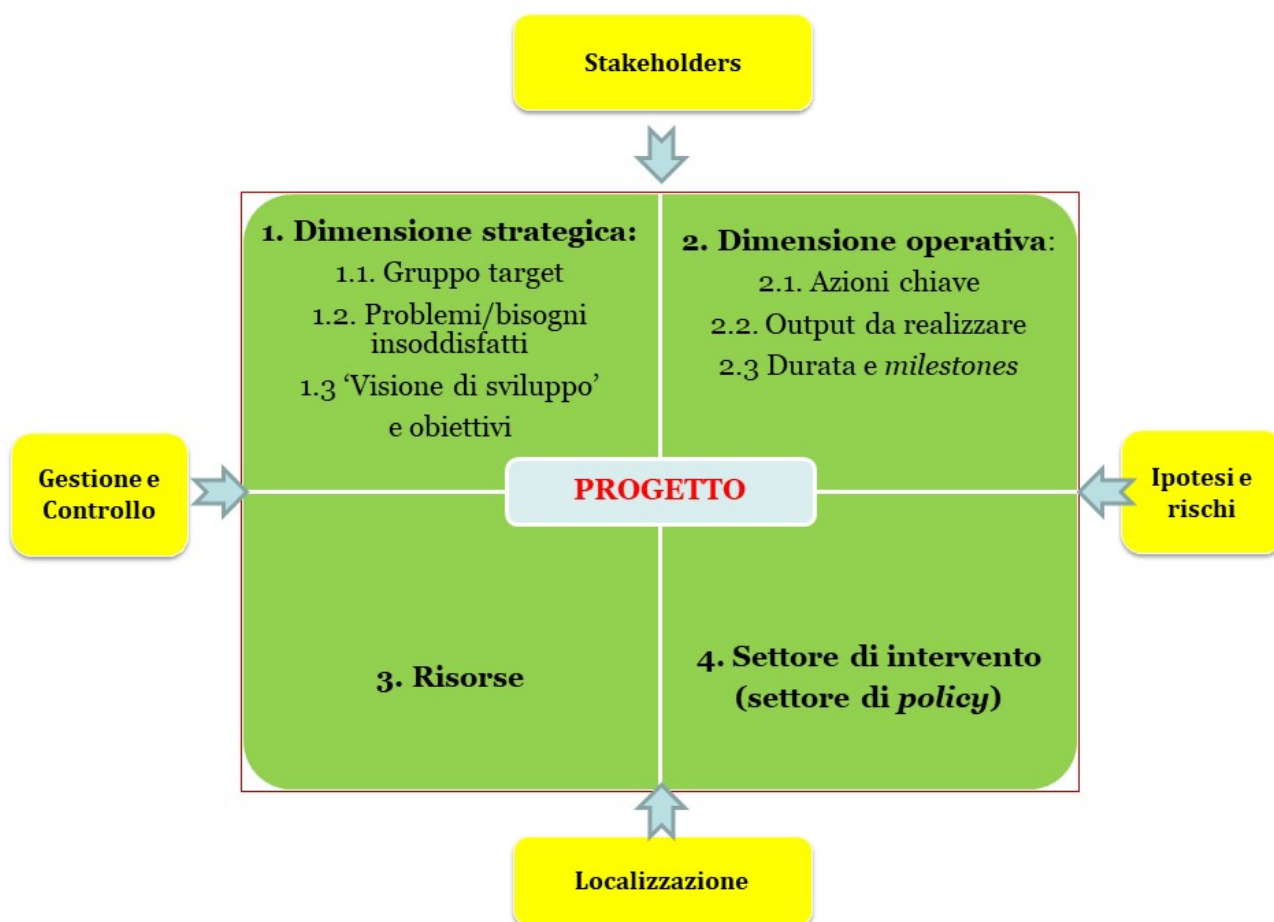 Stakeholders
1. Dimensione strategica:
1.1. Gruppo target
1.2. Problemi/bisogni
insoddisfatti
1.3 ‘Visione di sviluppo’
e obiettivi
2. Dimensione operativa:
2.1. Azioni chiave
2.2. Output da realizzare
2.3 Durata e milestones
Gestione e
Controllo
PROGETTO
Ipotesi e
rischi
3. Risorse
4. Settore di intervento
(settore di policy)
Localizzazione